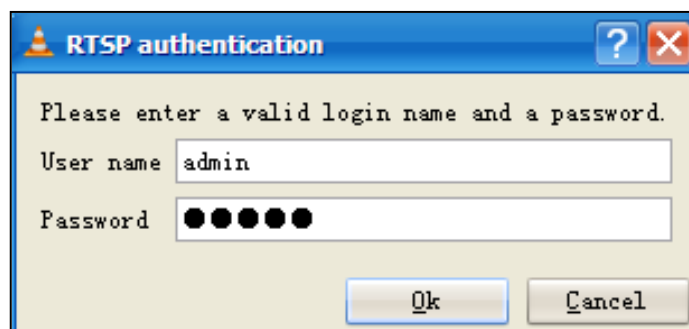 RTSP authentication
Please enter a valid login name and a password.
User name admin
Password ●●●●●
Ok Cancel